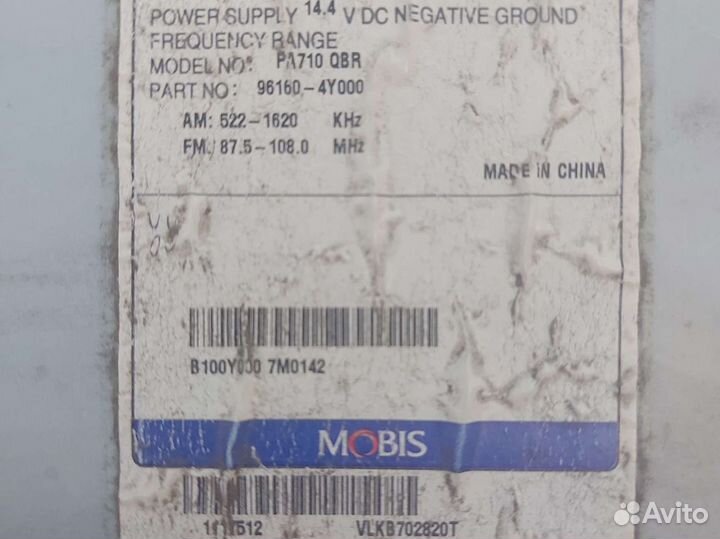 POWER SUPPLY 14.4 V DC NEGATIVE GROUND
FREQUENCY RANGE
MODEL NO: PA710 QBR
PART NO: 96160-4Y000
AM: 522-1620 KHz
FM: 87.5-108.0 MHz
MADE IN CHINA
B100Y000 7M0142
MOBIS
VLKB702820T
Avito